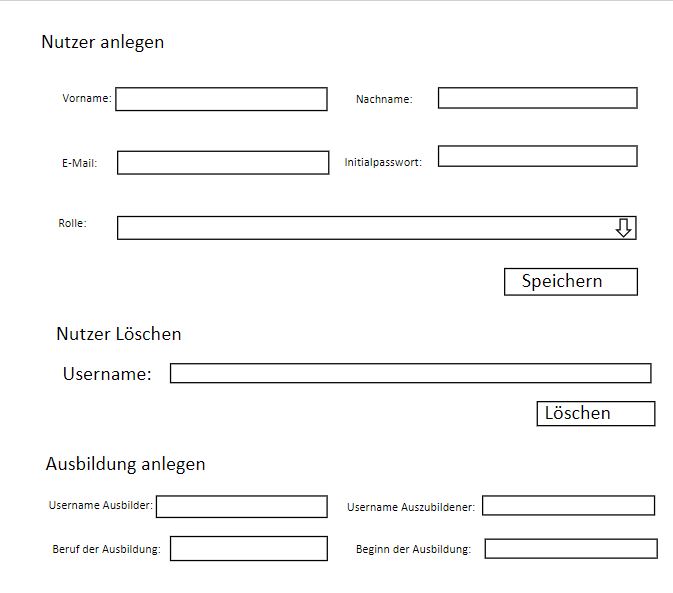 Nutzer anlegen
Vorname: Nachname:
E-Mail: Initialpasswort:
Rolle:
Speichern
Nutzer Löschen
Username:
Löschen
Ausbildung anlegen
Username Ausbilder: Username Auszubildener:
Beruf der Ausbildung: Beginn der Ausbildung: